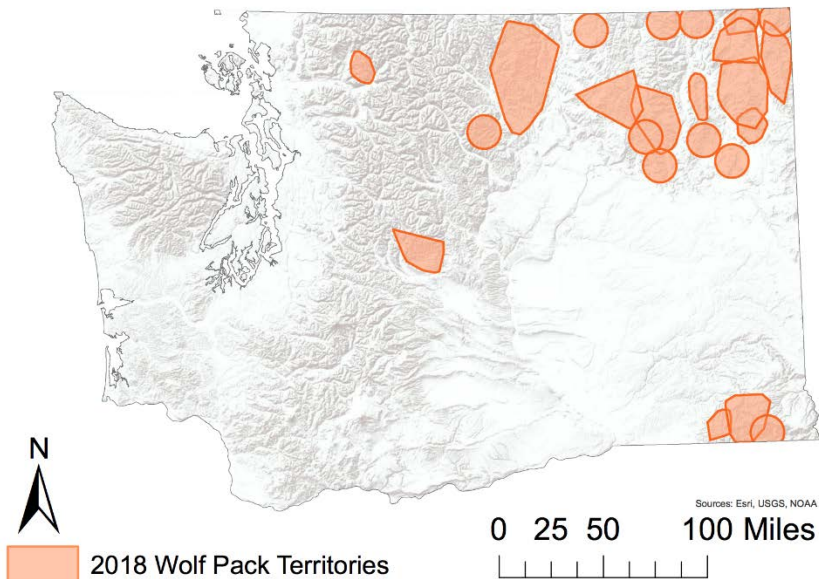 Sources: Esri, USGS, NOAA
N
0 25 50 100 Miles
2018 Wolf Pack Territories